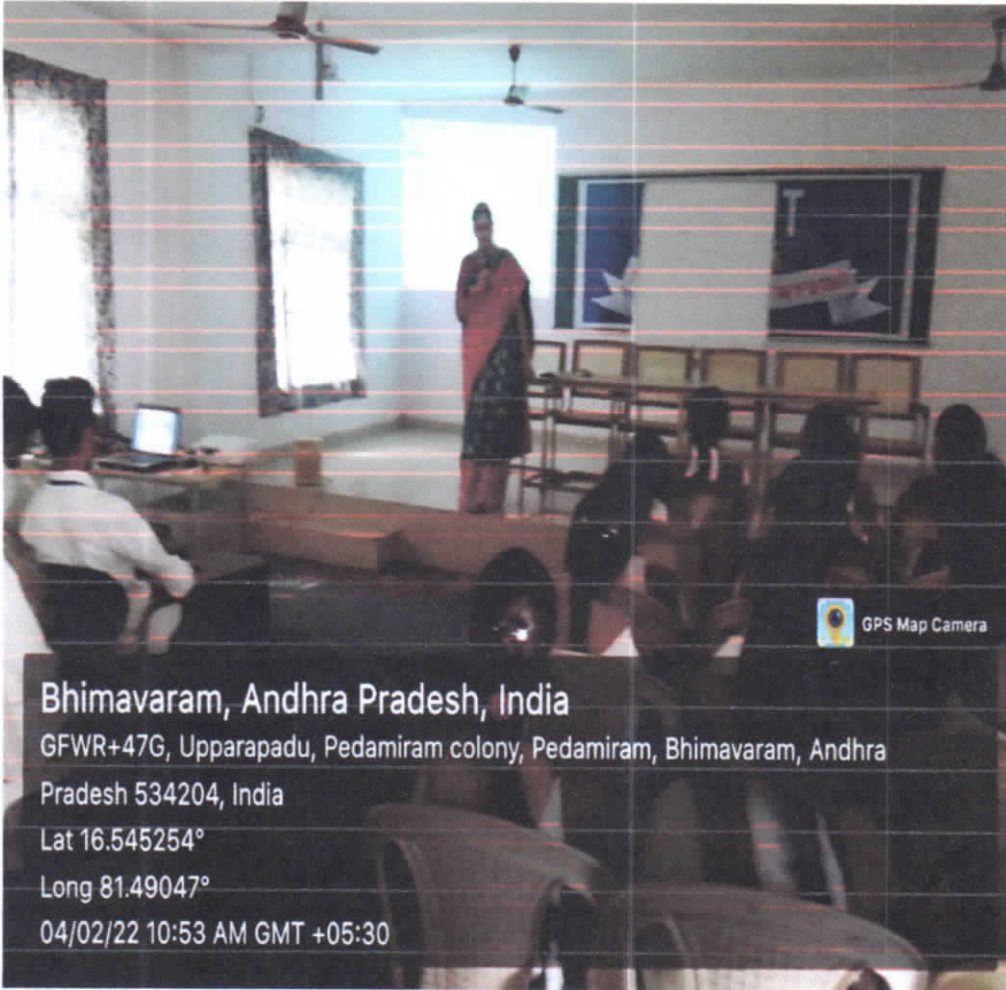 T
GPS Map Camera
Bhimavaram, Andhra Pradesh, India
GFWR+47G, Upparapadu, Pedamiram colony, Pedamiram, Bhimavaram, Andhra
Pradesh 534204, India
Lat 16.545254°
Long 81.49047°
04/02/22 10:53 AM GMT +05:30